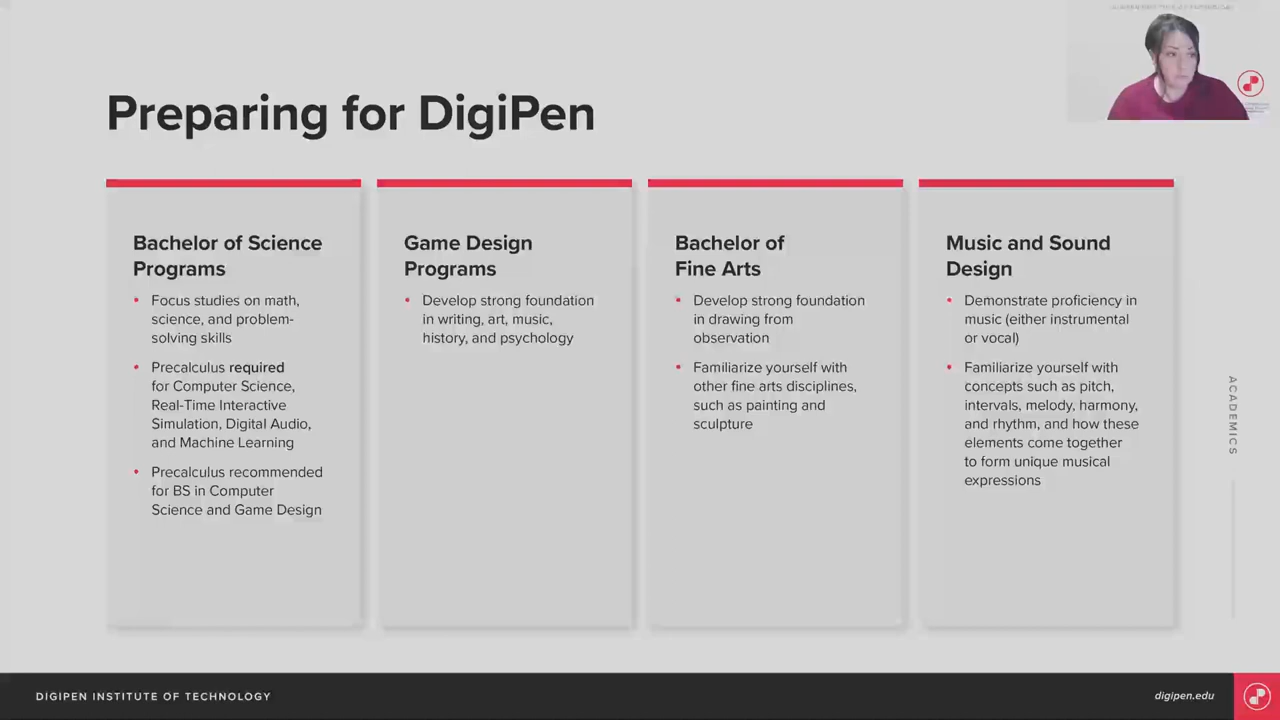 Preparing for DigiPen
Bachelor of Science
Programs
• Focus studies on math,
science, and problem-
solving skills
• Precalculus required
for Computer Science,
Real-Time Interactive
Simulation, Digital Audio,
and Machine Learning
• Precalculus recommended
for BS in Computer
Science and Game Design
Game Design
Programs
• Develop strong foundation
in writing, art, music,
history, and psychology
Bachelor of
Fine Arts
• Develop strong foundation
in drawing from
observation
• Familiarize yourself with
other fine arts disciplines,
such as painting and
sculpture
Music and Sound
Design
• Demonstrate proficiency in
music (either instrumental
or vocal)
• Familiarize yourself with
concepts such as pitch,
intervals, melody, harmony,
and rhythm, and how these
elements come together
to form unique musical
expressions
ACADEMICS
DIGIPEN INSTITUTE OF TECHNOLOGY
digipen.edu